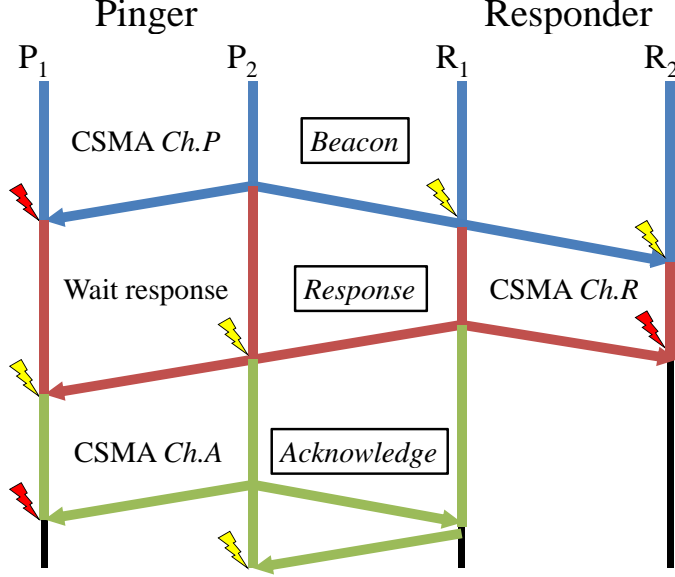 Pinger Responder
P₁ P₂ R₁ R₂
CSMA Ch.P Beacon
Wait response Response CSMA Ch.R
CSMA Ch.A Acknowledge